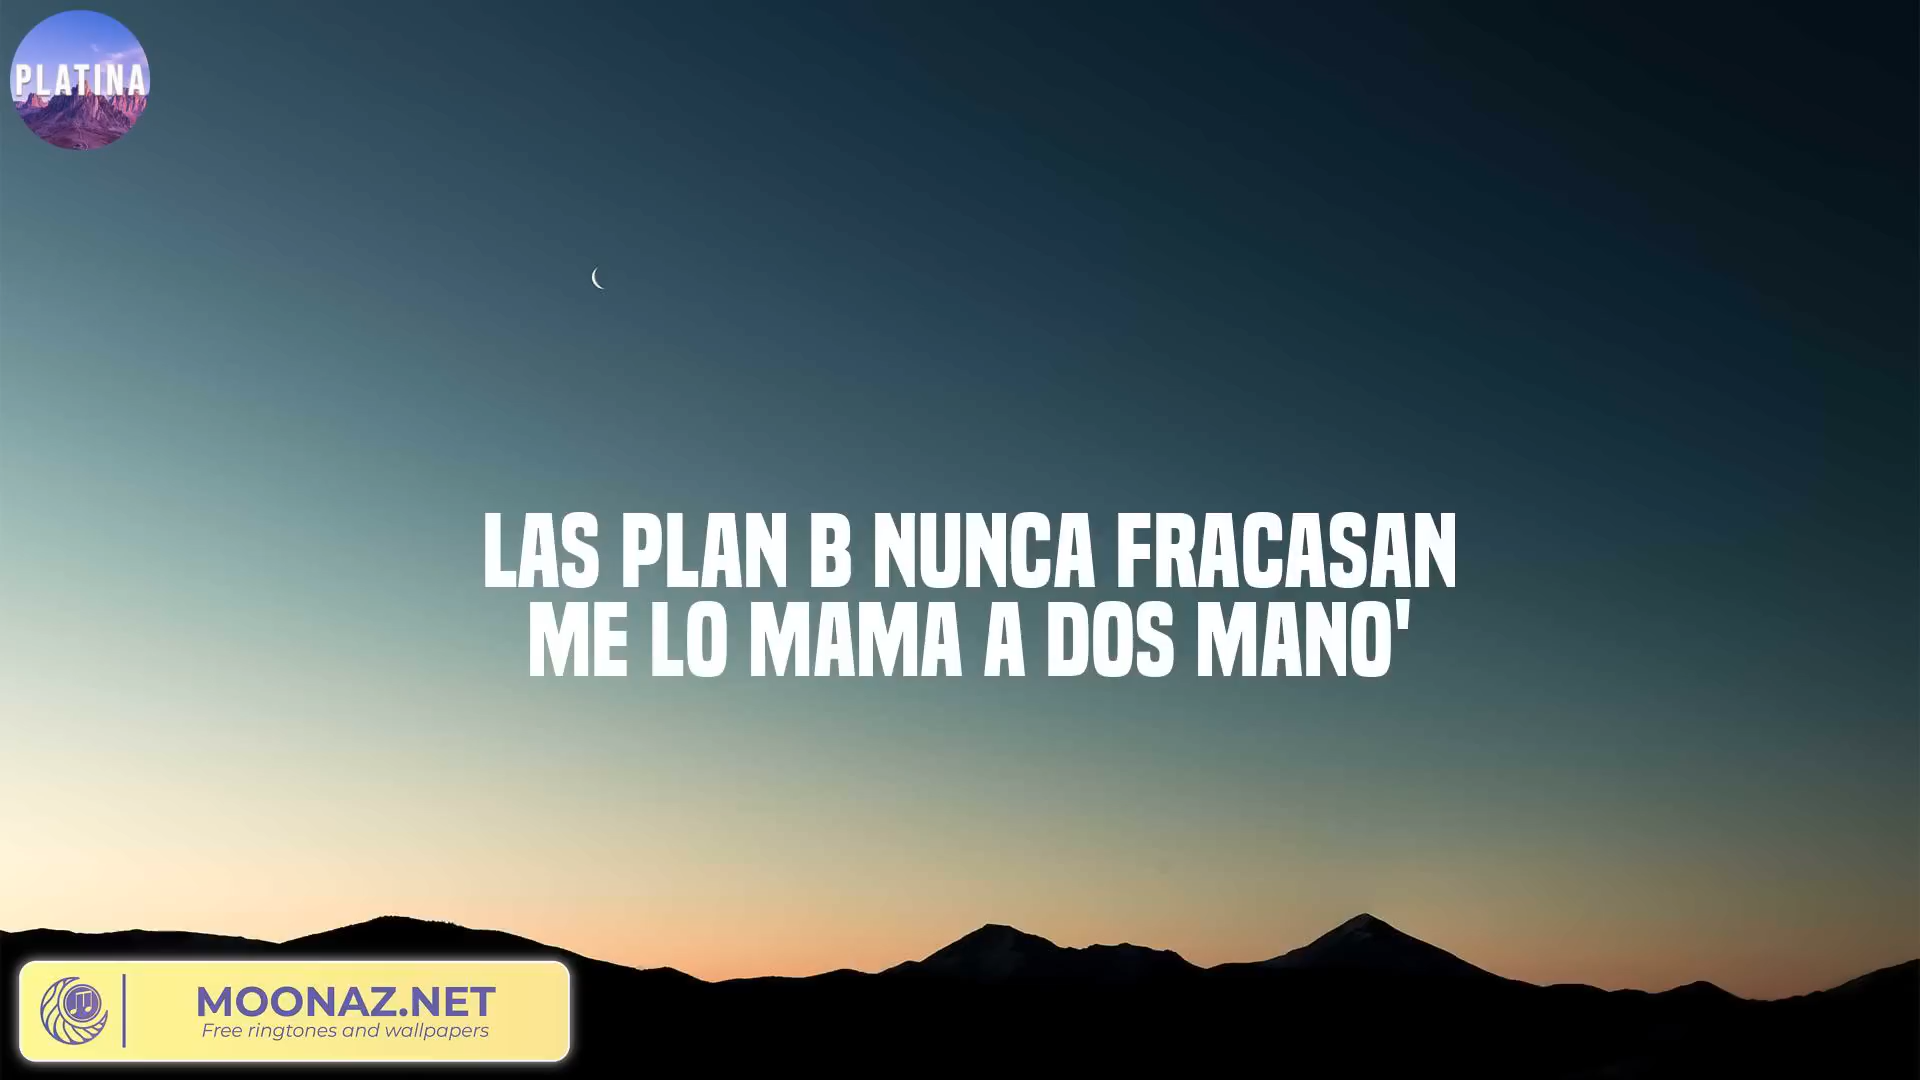 PLATINA
LAS PLAN B NUNCA FRACASAN
ME LO MAMA A DOS MANO'
MOONAZ.NET
Free ringtones and wallpapers